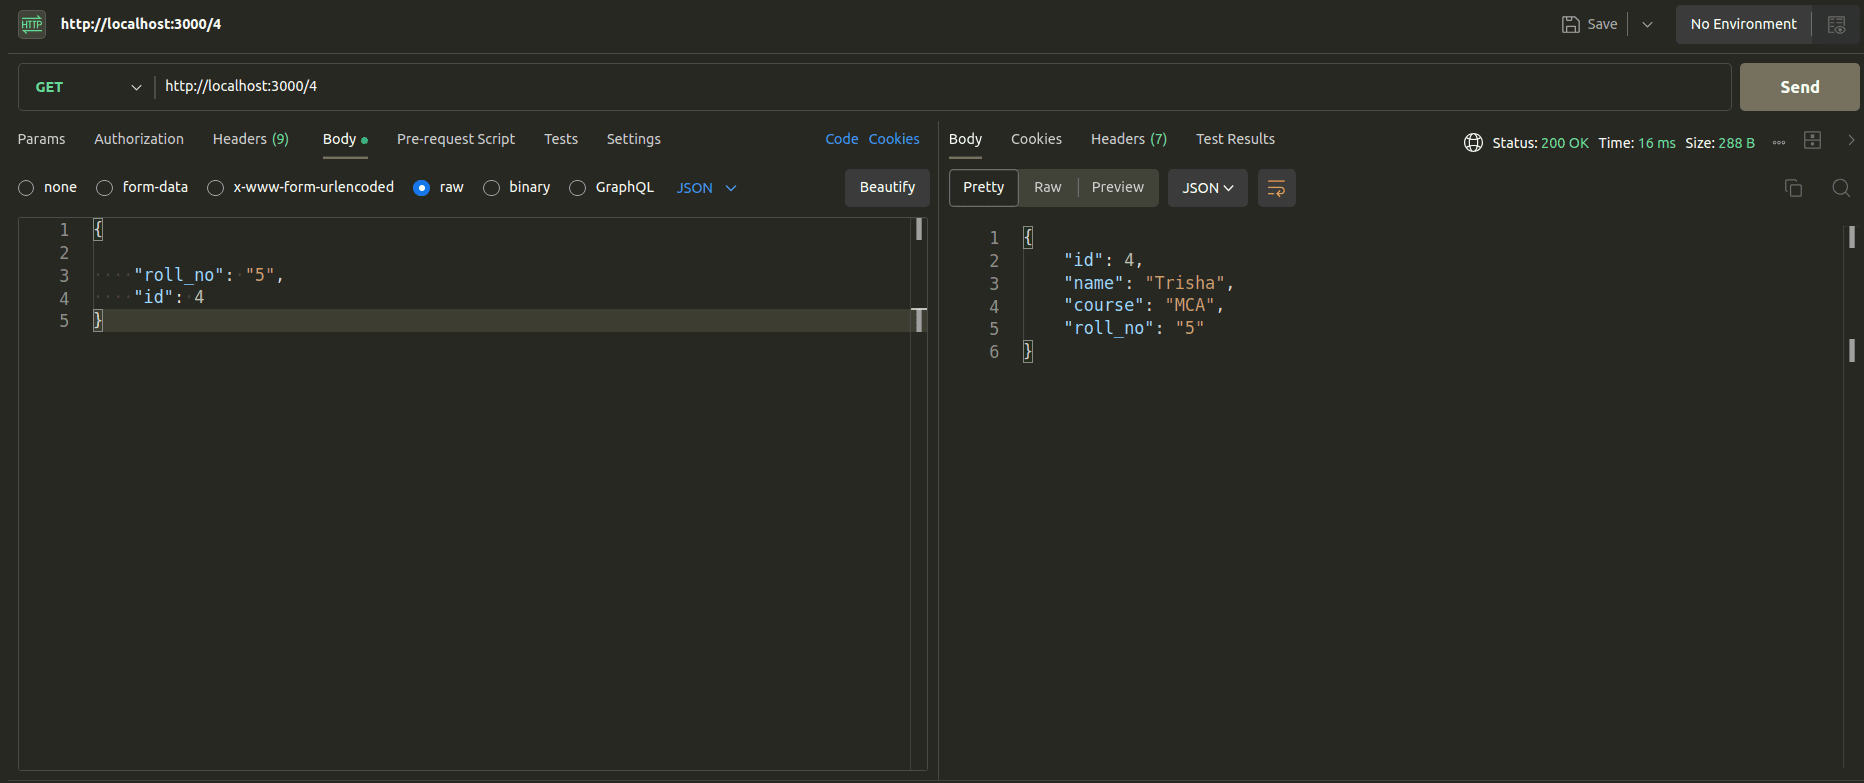 HTTP http://localhost:3000/4 Save No Environment
GET http://localhost:3000/4 Send
Params Authorization Headers (9) Body Pre-request Script Tests Settings Code Cookies
none form-data x-www-form-urlencoded raw binary GraphQL JSON Beautify
1 {
2
3 "roll_no": "5",
4 "id": 4
5 }
Body Cookies Headers (7) Test Results Status: 200 OK Time: 16 ms Size: 288 B
Pretty Raw Preview JSON
1 {
2 "id": 4,
3 "name": "Trisha",
4 "course": "MCA",
5 "roll_no": "5"
6 }